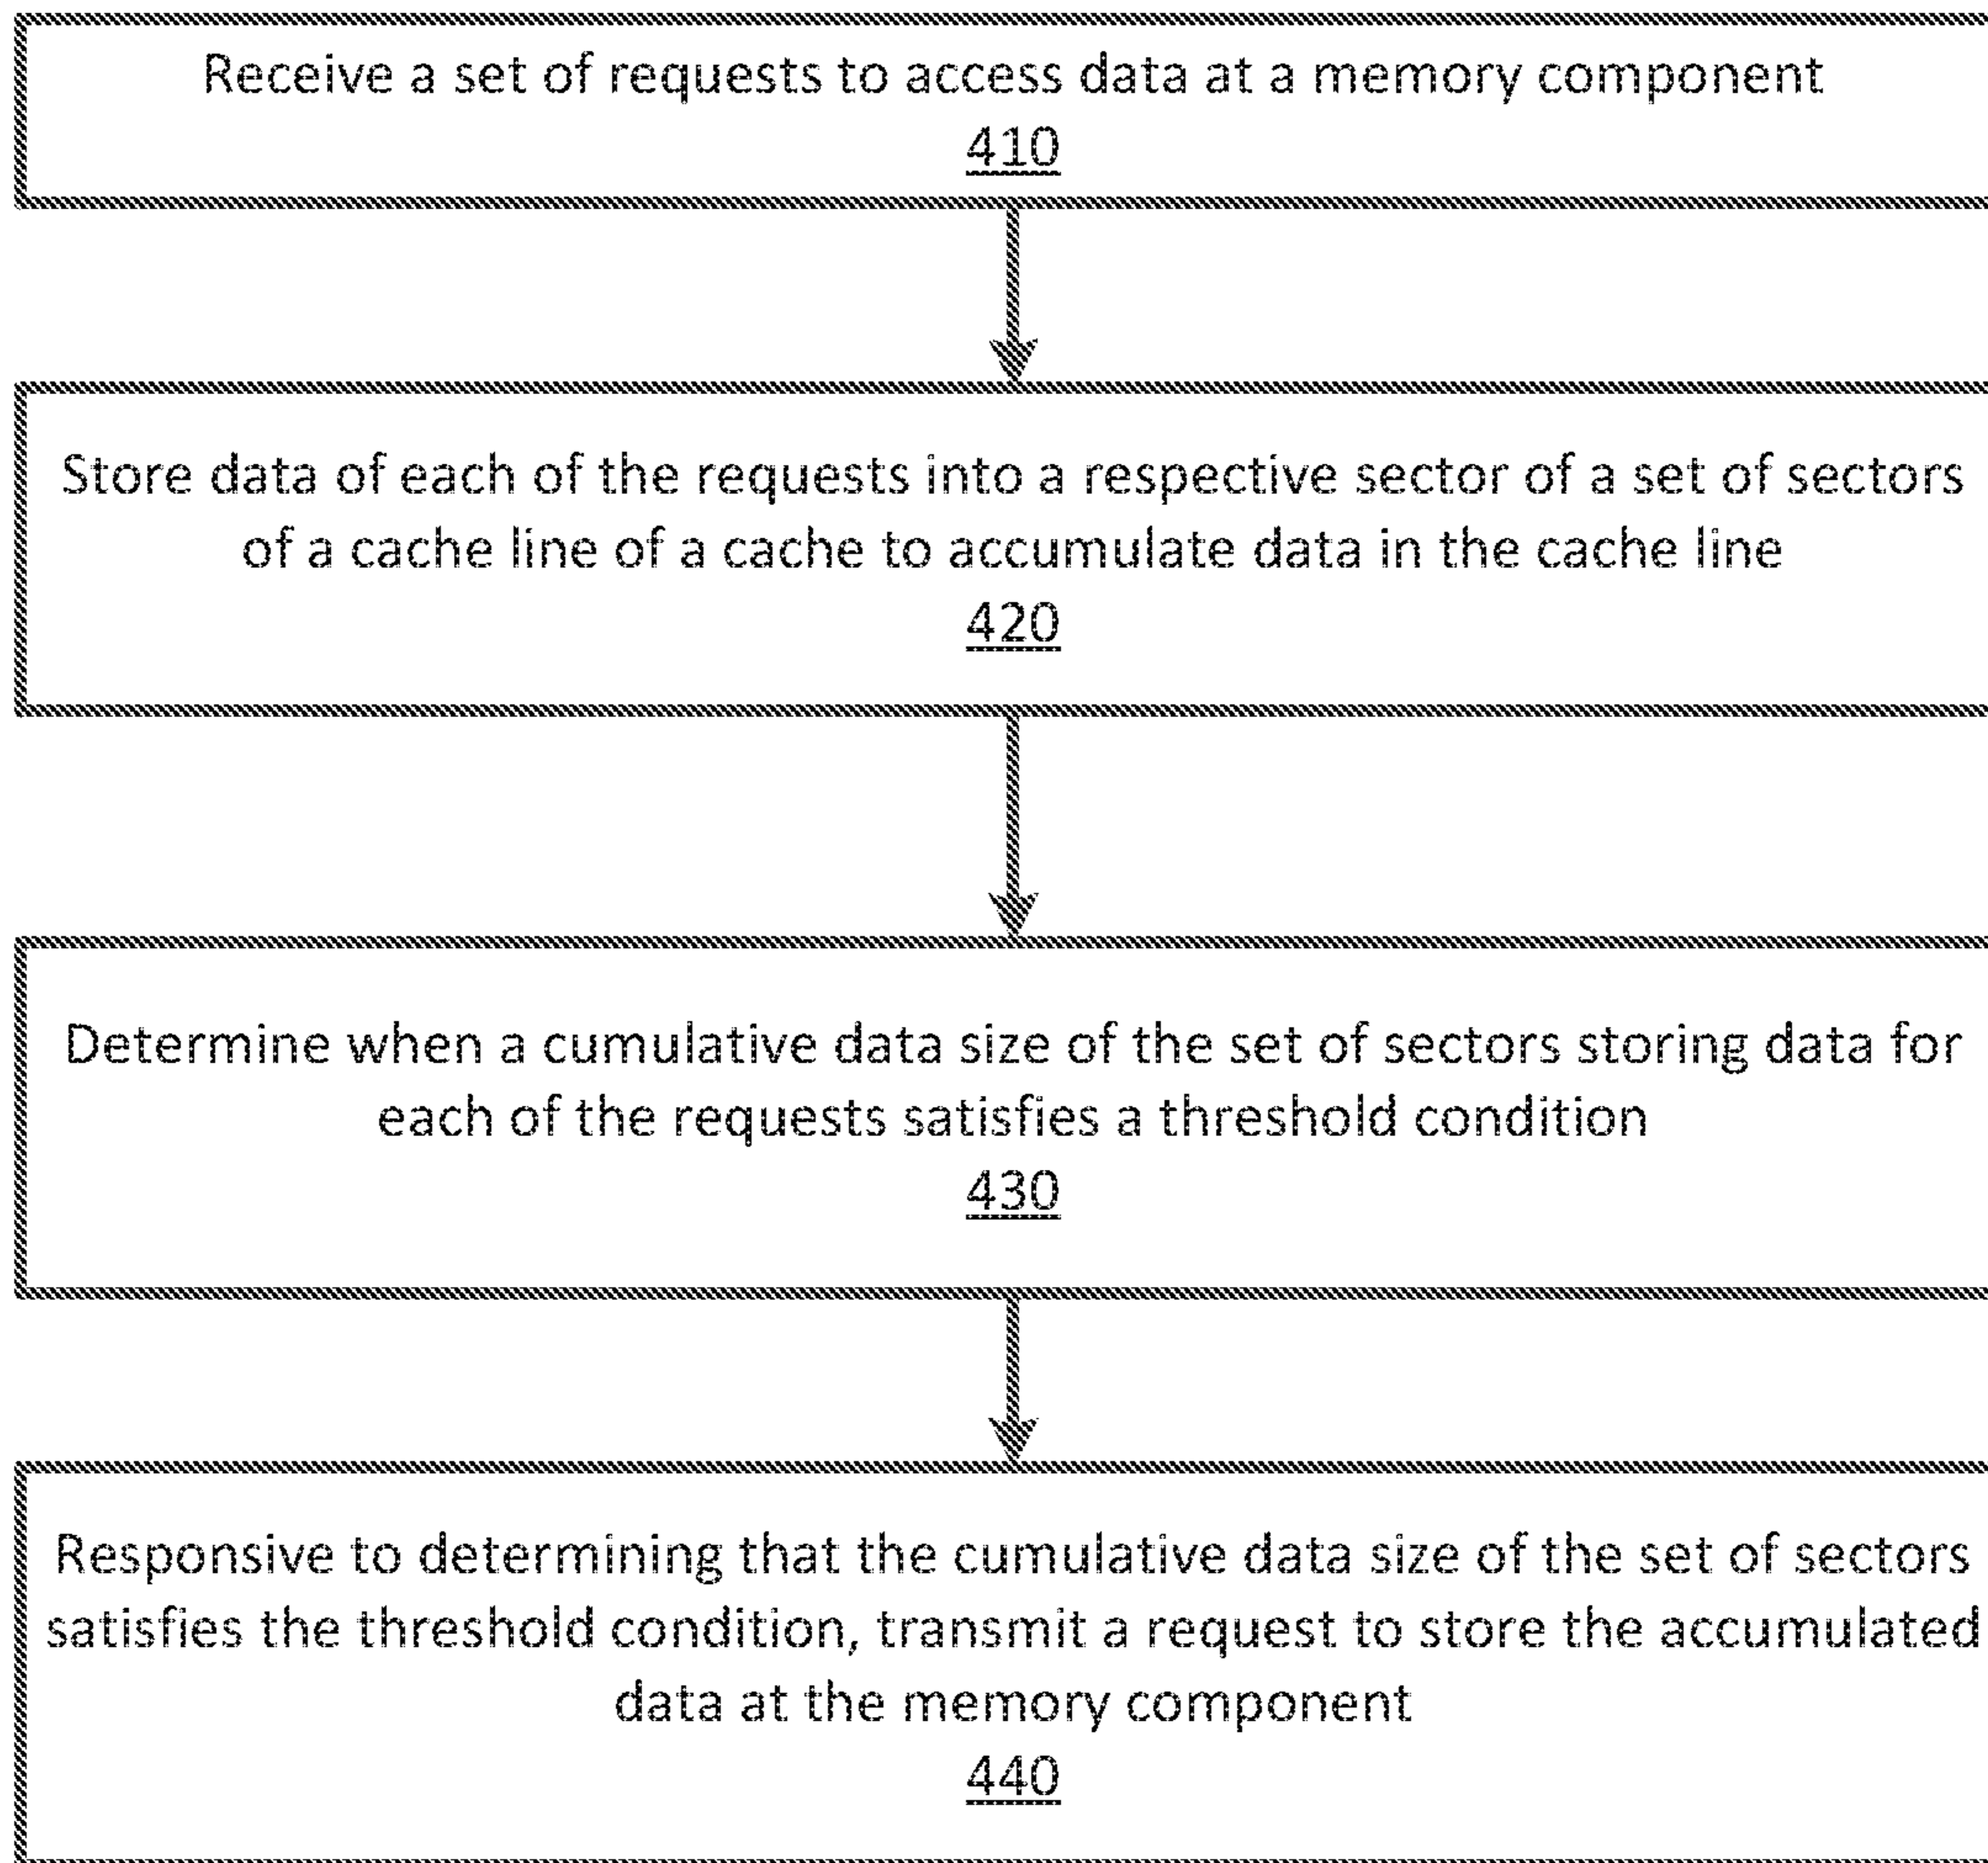 Receive a set of requests to access data at a memory component
410
Store data of each of the requests into a respective sector of a set of sectors
of a cache line of a cache to accumulate data in the cache line
420
Determine when a cumulative data size of the set of sectors storing data for
each of the requests satisfies a threshold condition
430
Responsive to determining that the cumulative data size of the set of sectors
satisfies the threshold condition, transmit a request to store the accumulated
data at the memory component
440